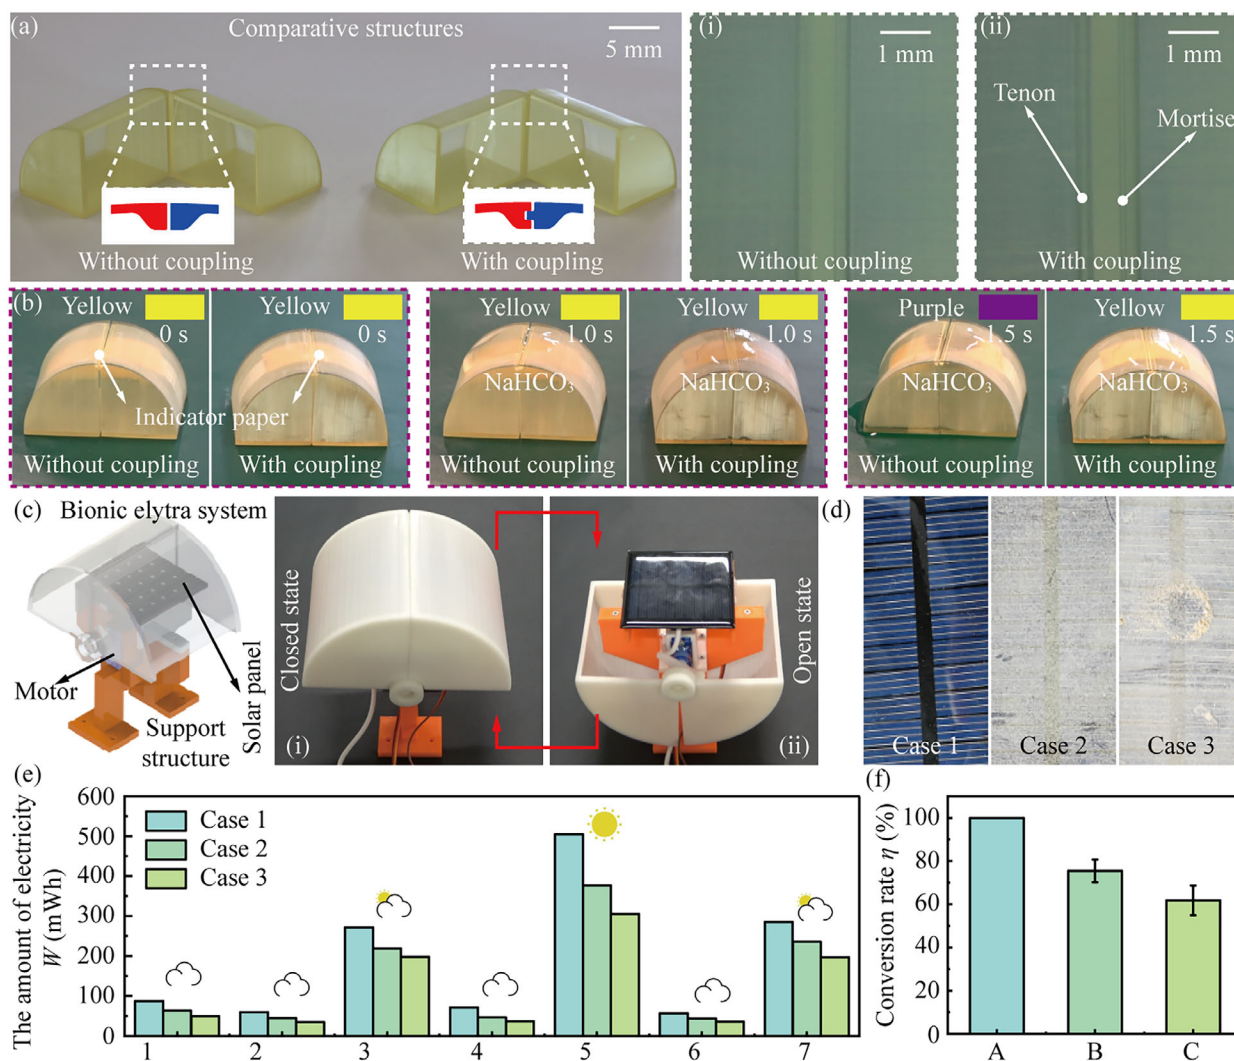 (a)
Comparative structures
5 mm
Without coupling
With coupling
(i)
1 mm
Without coupling
(ii)
1 mm
Tenon
Mortise
With coupling
(b)
Yellow
0 s
Yellow
0 s
Indicator paper
Without coupling
With coupling
Yellow
1.0 s
NaHCO₃
Without coupling
Yellow
1.0 s
NaHCO₃
With coupling
Purple
1.5 s
NaHCO₃
Without coupling
Yellow
1.5 s
NaHCO₃
With coupling
(c)
Bionic elytra system
Motor
Support
structure
Solar panel
Closed state
(i)
Open state
(ii)
(d)
Case 1
Case 2
Case 3
(e)
The amount of electricity
W (mWh)
600
500
400
300
200
100
0
Case 1
Case 2
Case 3
1
2
3
4
5
6
7
(f)
Conversion rate η (%)
100
80
60
40
20
0
A
B
C